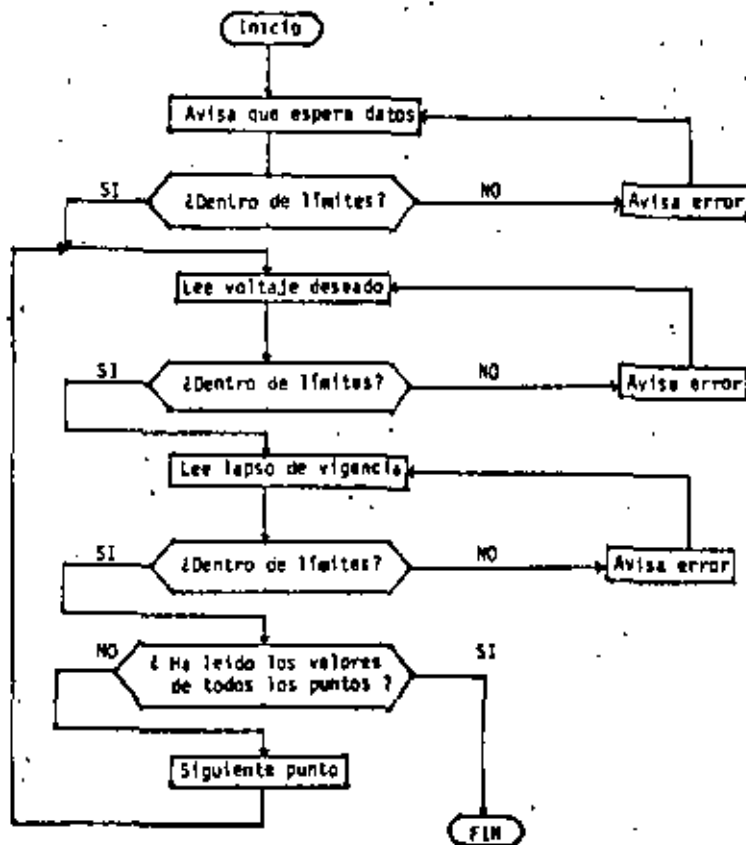 Inicio
Avisa que espera datos
SI
¿Dentro de límites?
NO
Avisa error
Lee voltaje deseado
SI
¿Dentro de límites?
NO
Avisa error
Lee lapso de vigencia
SI
¿Dentro de límites?
NO
Avisa error
NO
¿ Ha leído los valores
de todos los puntos ?
SI
Siguiente punto
FIN